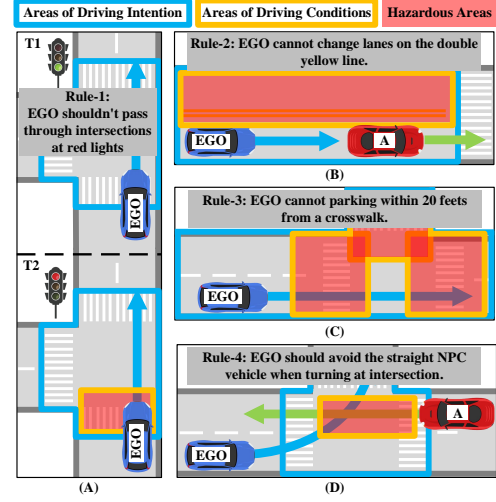 Areas of Driving Intention
Areas of Driving Conditions
Hazardous Areas
T1
Rule-1:
EGO shouldn't pass
through intersections
at red lights
EGO
T2
EGO
(A)
Rule-2: EGO cannot change lanes on the double
yellow line.
EGO
A
(B)
Rule-3: EGO cannot parking within 20 feets
from a crosswalk.
EGO
(C)
Rule-4: EGO should avoid the straight NPC
vehicle when turning at intersection.
A
EGO
(D)